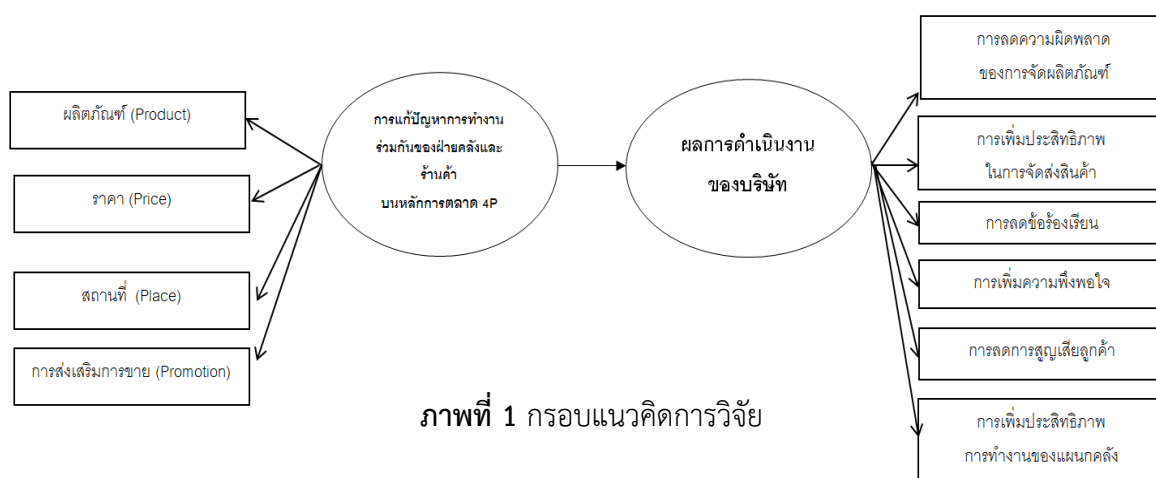 ผลิตภัณฑ์ (Product)
ราคา (Price)
สถานที่ (Place)
การส่งเสริมการขาย (Promotion)
การแก้ปัญหาการทำงาน
ร่วมกันของฝ่ายคลังและ
ร้านค้า
บนหลักการตลาด 4P
ผลการดำเนินงาน
ของบริษัท
การลดความผิดพลาด
ของการจัดผลิตภัณฑ์
การเพิ่มประสิทธิภาพ
ในการจัดส่งสินค้า
การลดข้อร้องเรียน
การเพิ่มความพึงพอใจ
การลดการสูญเสียลูกค้า
การเพิ่มประสิทธิภาพ
การทำงานของแผนกคลัง
ภาพที่ 1 กรอบแนวคิดการวิจัย